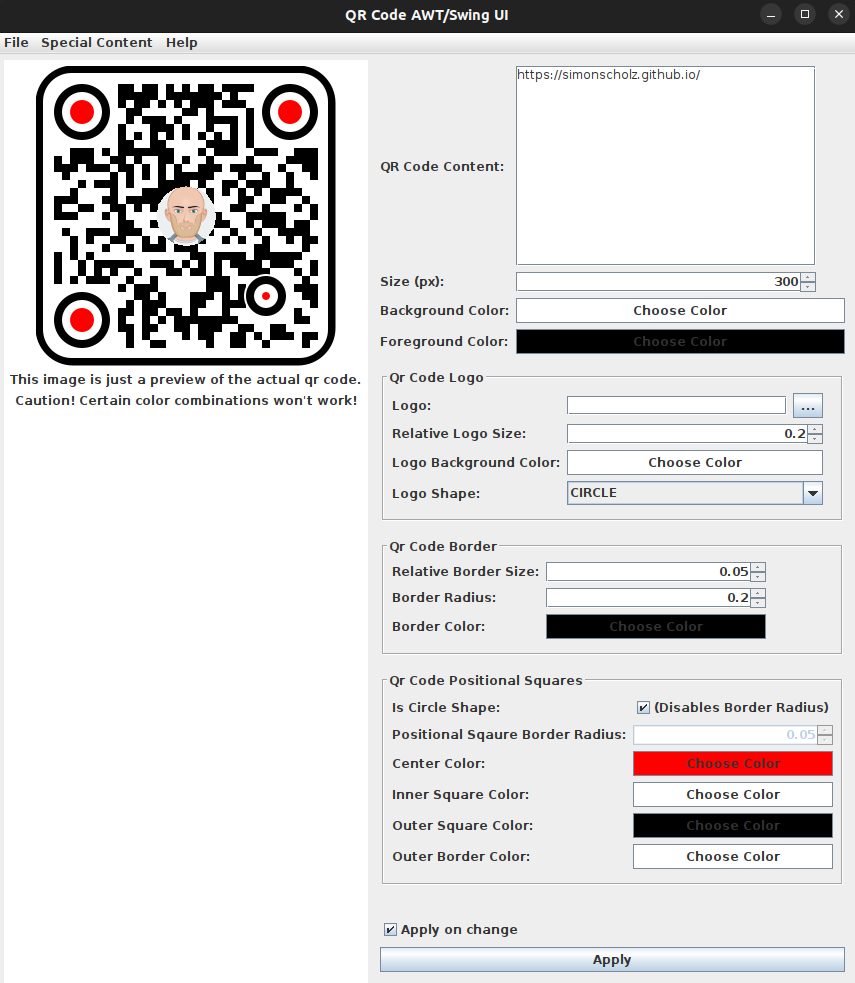 QR Code AWT/Swing UI
File Special Content Help
This image is just a preview of the actual qr code.
Caution! Certain color combinations won't work!
QR Code Content:
https://simonscholz.github.io/
Size (px): 300
Background Color: Choose Color
Foreground Color: Choose Color
Qr Code Logo
Logo: ...
Relative Logo Size: 0.2
Logo Background Color: Choose Color
Logo Shape: CIRCLE
Qr Code Border
Relative Border Size: 0.05
Border Radius: 0.2
Border Color: Choose Color
Qr Code Positional Squares
Is Circle Shape: (Disables Border Radius)
Positional Sqaure Border Radius: 0.05
Center Color: Choose Color
Inner Square Color: Choose Color
Outer Square Color: Choose Color
Outer Border Color: Choose Color
Apply on change
Apply